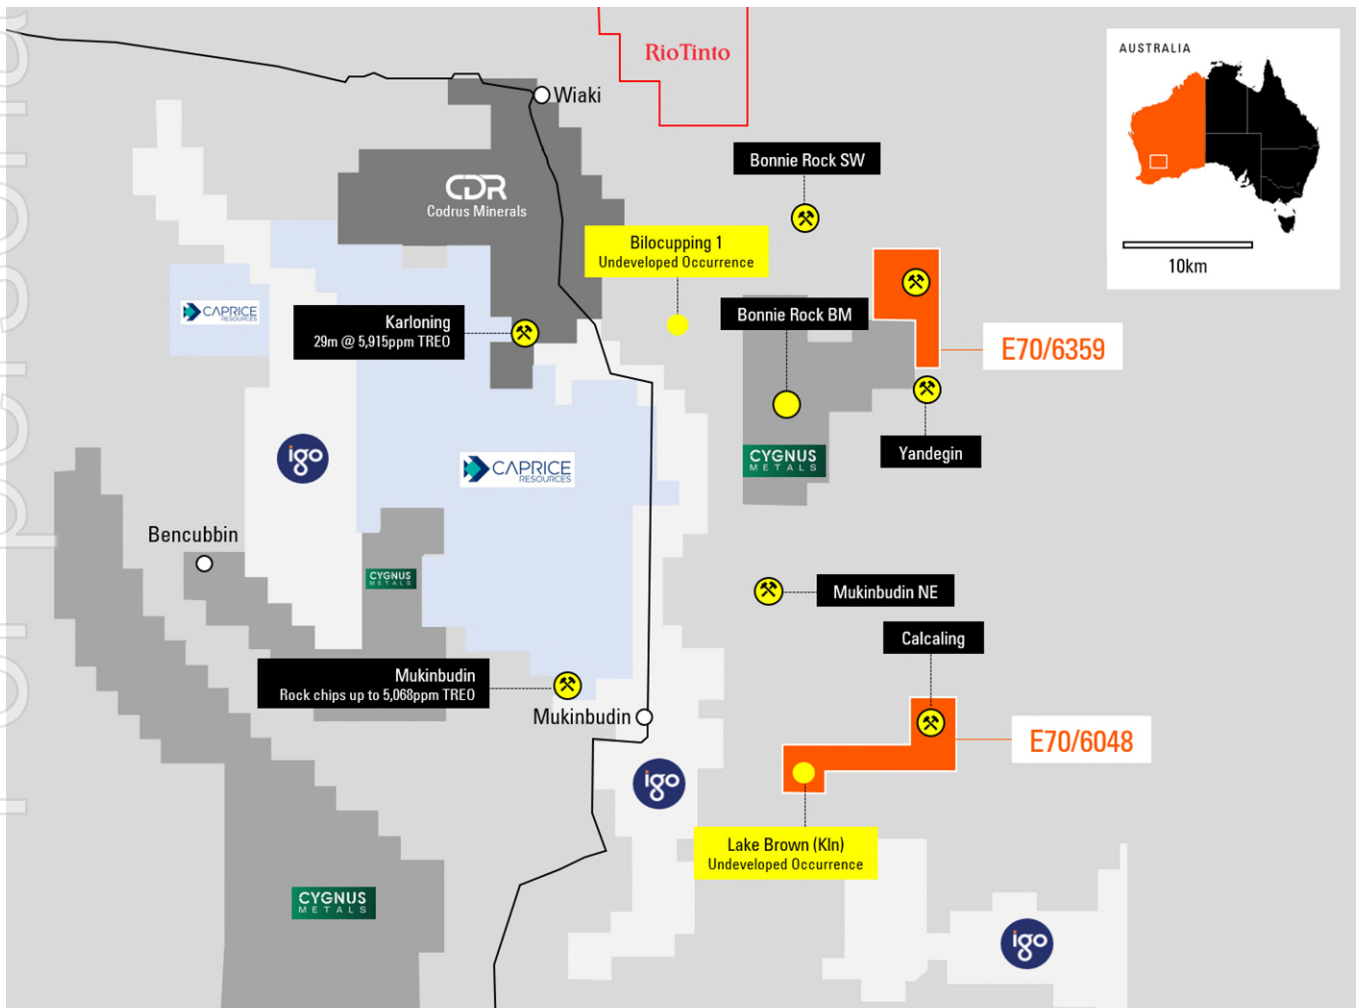 RioTinto
AUSTRALIA
10km
Wiaki
Bonnie Rock SW
CDR
Codrus Minerals
Bilocupping 1
Undeveloped Occurrence
CAPRICE
RESOURCES
Karloning
29m @ 5,915ppm TREO
Bonnie Rock BM
E70/6359
igo
CAPRICE
RESOURCES
CYGNUS
METALS
Yandegin
Bencubbin
CYGNUS
METALS
Mukinbudin NE
Calcaling
Mukinbudin
Rock chips up to 5,068ppm TREO
Mukinbudin
E70/6048
igo
Lake Brown (Kln)
Undeveloped Occurrence
CYGNUS
METALS
igo